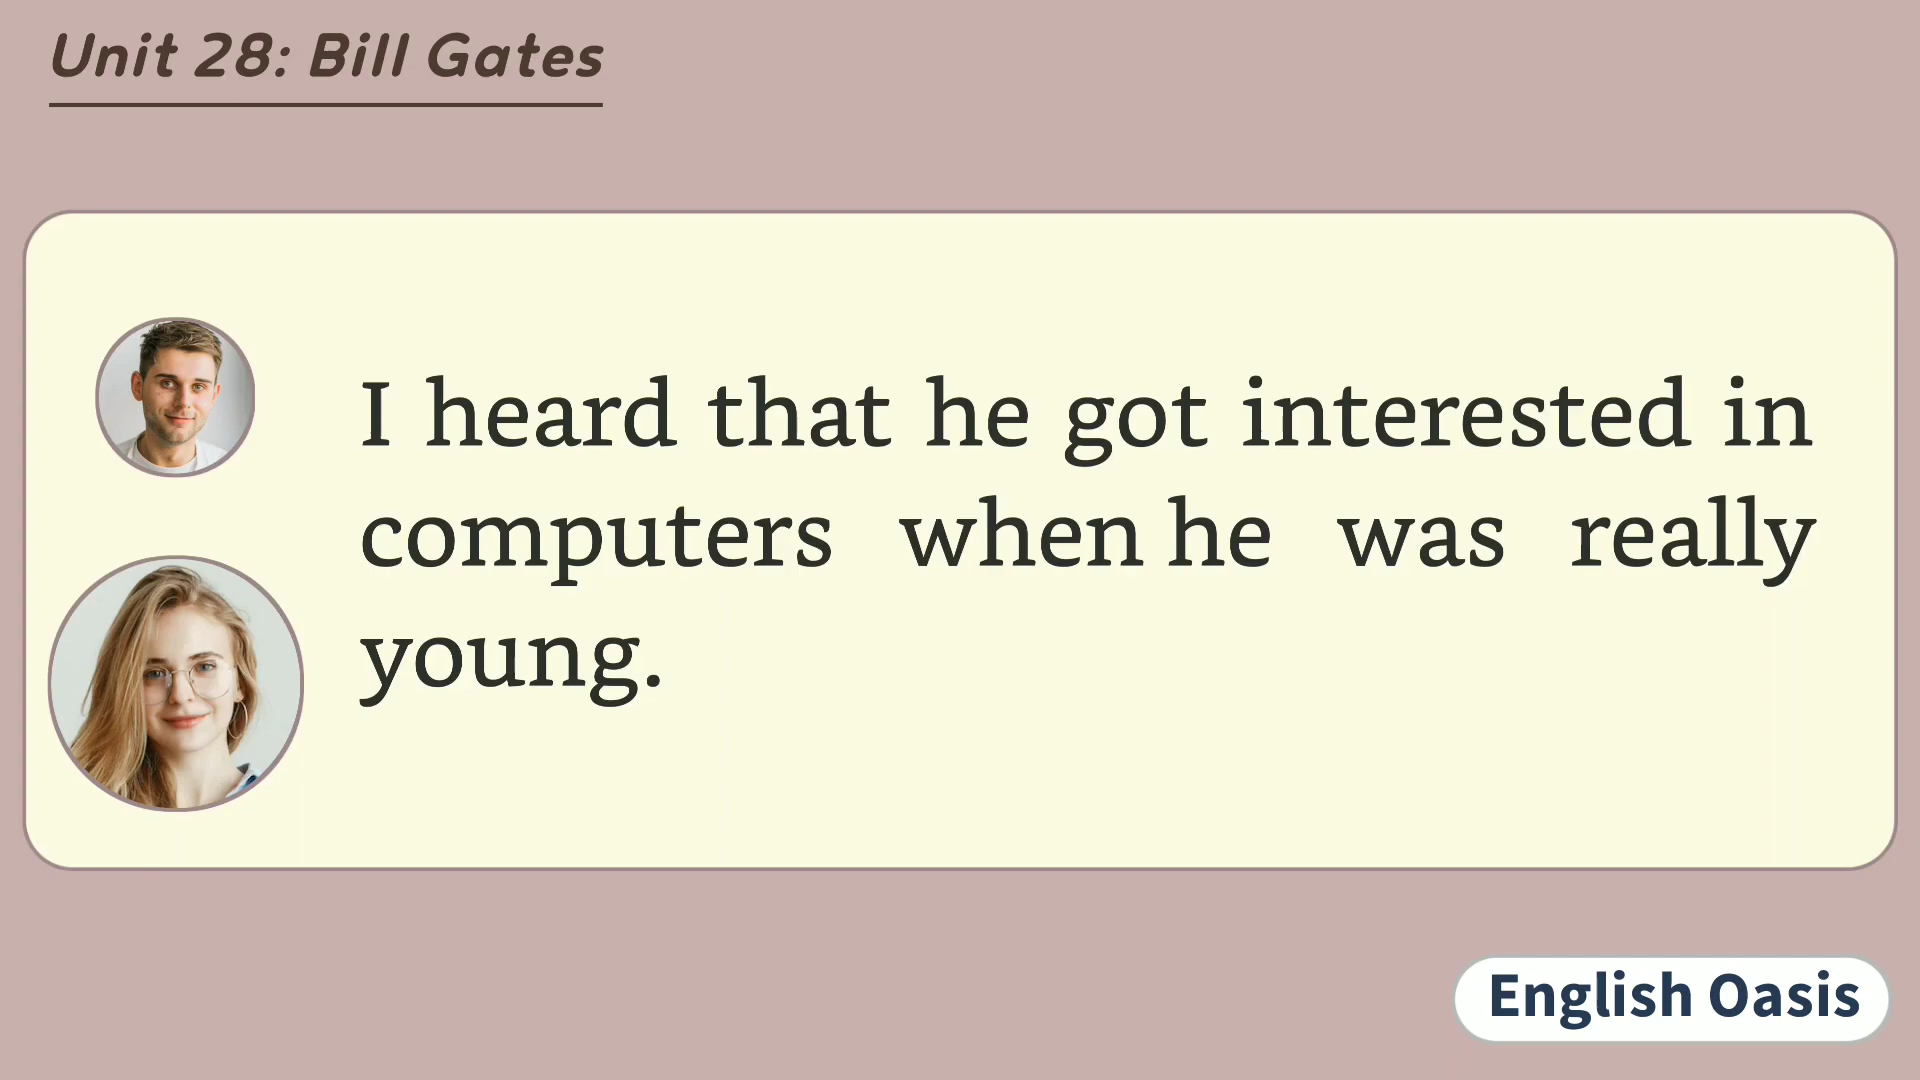 Unit 28: Bill Gates
I heard that he got interested in
computers when he was really
young.
English Oasis